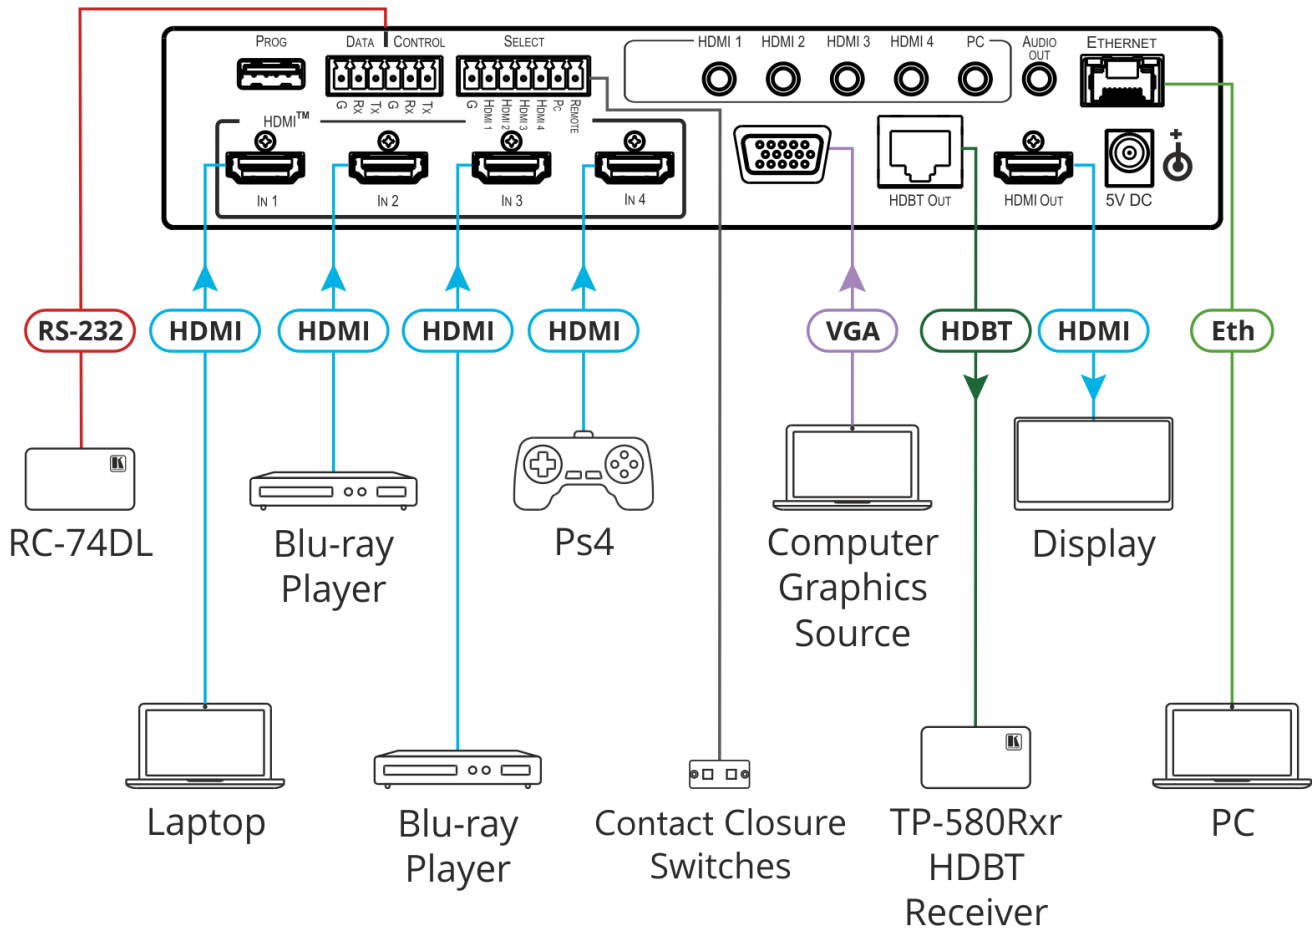 PROG
DATA CONTROL
SELECT
HDMI 1 HDMI 2 HDMI 3 HDMI 4 PC
AUDIO
OUT
ETHERNET
G RX TX G RX TX
G HDMI 1 HDMI 2 HDMI 3 HDMI 4 PC REMOTE
HDMI™
IN 1 IN 2 IN 3 IN 4
HDBT OUT
HDMI OUT
5V DC
+
RS-232 HDMI HDMI HDMI HDMI VGA HDBT HDMI Eth
K
RC-74DL
Blu-ray
Player
Ps4
Computer
Graphics
Source
Display
K
Laptop
Blu-ray
Player
Contact Closure
Switches
TP-580Rxr
HDBT
Receiver
PC